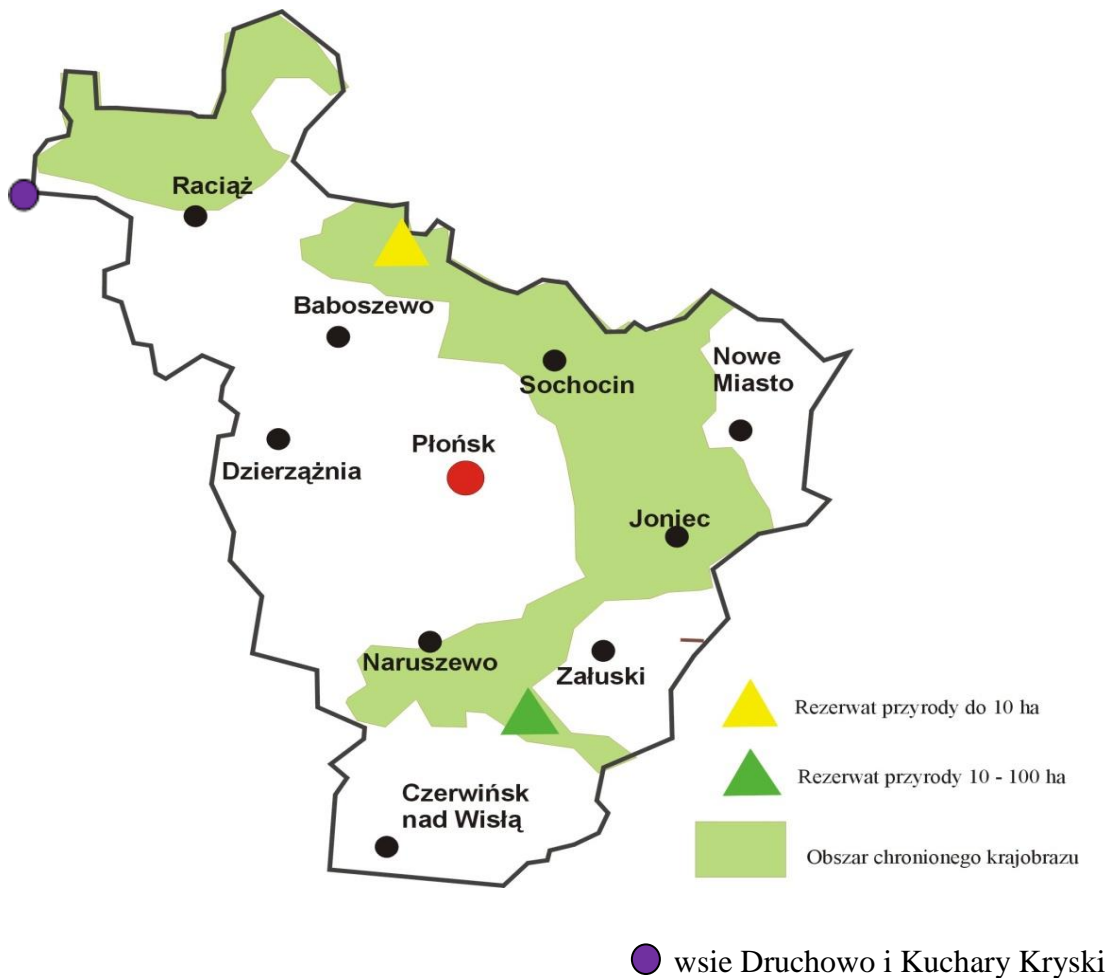 Raciąż
Baboszewo
Nowe
Miasto
Sochocin
Płońsk
Dzierzążnia
Joniec
Naruszewo
Załuski
Rezerwat przyrody do 10 ha
Rezerwat przyrody 10 - 100 ha
Czerwińsk
nad Wisłą
Obszar chronionego krajobrazu
wsie Druchowo i Kuchary Kryski